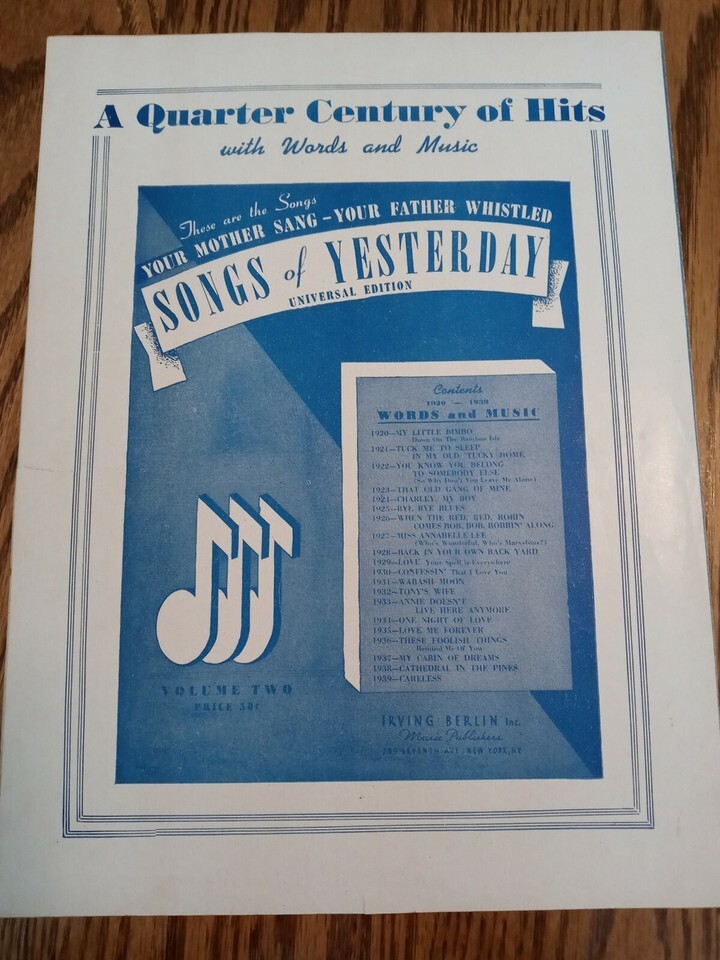 A Quarter Century of Hits
with Words and Music
These are the Songs
YOUR MOTHER SANG - YOUR FATHER WHISTLED
SONGS of YESTERDAY
UNIVERSAL EDITION
Contents
1920 — 1939
WORDS and MUSIC
1920—MY LITTLE BIMBO
Down On The Bamboo Isle
1921—TUCK ME TO SLEEP
IN MY OLD 'TUCKY HOME
1922—YOU KNOW YOU BELONG
TO SOMEBODY ELSE
(So Why Don't You Leave Me Alone)
1923—THAT OLD GANG OF MINE
1924—CHARLEY, MY BOY
1925—BYE BYE BLUES
1926—WHEN THE RED, RED, ROBIN
COMES BOB, BOB, BOBBIN' ALONG
1927—MISS ANNABELLE LEE
(Who's Wonderful, Who's Marvelous?)
1928—BACK IN YOUR OWN BACK YARD
1929—LOVE Your Spell is Everywhere
1930—CONFESSIN' That I Love You
1931—WABASH MOON
1932—TONY'S WIFE
1933—ANNIE DOESN'T
LIVE HERE ANYMORE
1934—ONE NIGHT OF LOVE
1935—LOVE ME FOREVER
1936—THESE FOOLISH THINGS
Remind Me Of You
1937—MY CABIN OF DREAMS
1938—CATHEDRAL IN THE PINES
1939—CARELESS
VOLUME TWO
PRICE 50¢
IRVING BERLIN Inc.
Music Publishers
799 SEVENTH AVE. NEW YORK, NY